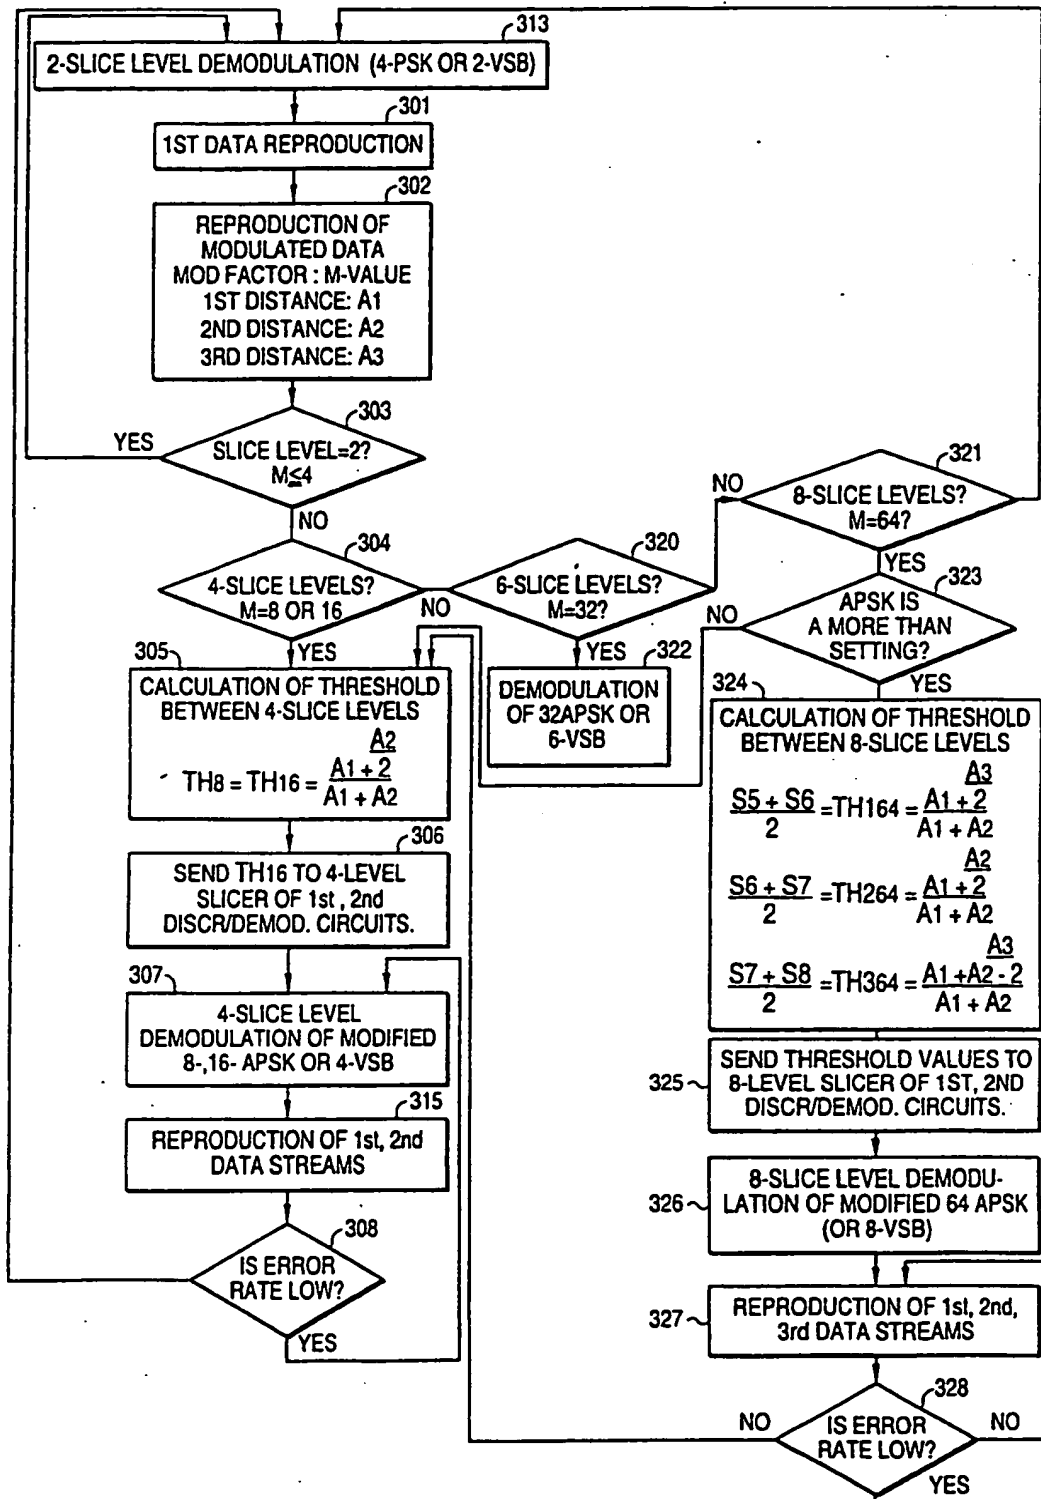 313
2-SLICE LEVEL DEMODULATION (4-PSK OR 2-VSB)
301
1ST DATA REPRODUCTION
302
REPRODUCTION OF
MODULATED DATA
MOD FACTOR : M-VALUE
1ST DISTANCE: A1
2ND DISTANCE: A2
3RD DISTANCE: A3
303
YES
SLICE LEVEL=2?
M≤4
NO
304
4-SLICE LEVELS?
M=8 OR 16
NO
YES
320
6-SLICE LEVELS?
M=32?
NO
YES
321
8-SLICE LEVELS?
M=64?
YES
323
NO
APSK IS
A MORE THAN
SETTING?
YES
322
DEMODULATION
OF 32APSK OR
6-VSB
305
CALCULATION OF THRESHOLD
BETWEEN 4-SLICE LEVELS
A2
A1 + 2
TH8 = TH16 =
A1 + A2
306
SEND TH16 TO 4-LEVEL
SLICER OF 1st , 2nd
DISCR/DEMOD. CIRCUITS.
307
4-SLICE LEVEL
DEMODULATION OF MODIFIED
8-,16- APSK OR 4-VSB
315
REPRODUCTION OF 1st, 2nd
DATA STREAMS
308
IS ERROR
RATE LOW?
YES
324
CALCULATION OF THRESHOLD
BETWEEN 8-SLICE LEVELS
A3
S5 + S6 A1 + 2
=TH164=
2 A1 + A2
A2
S6 + S7 A1 + 2
=TH264=
2 A1 + A2
A3
S7 + S8 A1 +A2 - 2
=TH364=
2 A1 + A2
325
SEND THRESHOLD VALUES TO
8-LEVEL SLICER OF 1ST, 2ND
DISCR/DEMOD. CIRCUITS.
326
8-SLICE LEVEL DEMODU-
LATION OF MODIFIED 64 APSK
(OR 8-VSB)
327
REPRODUCTION OF 1st, 2nd,
3rd DATA STREAMS
328
NO
IS ERROR
RATE LOW?
NO
YES